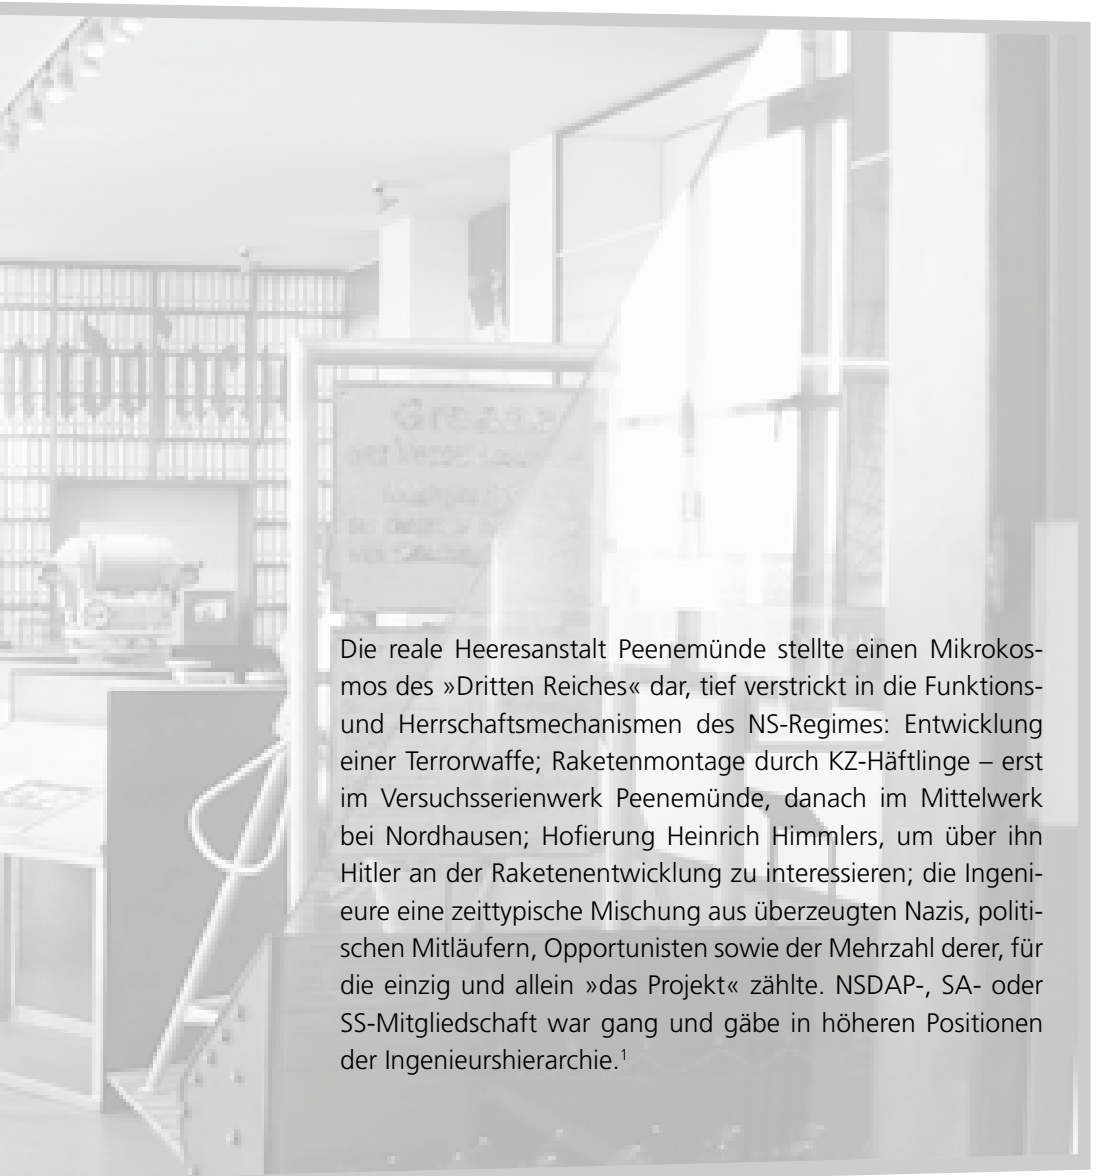 Die reale Heeresanstalt Peenemünde stellte einen Mikrokos-
mos des »Dritten Reiches« dar, tief verstrickt in die Funktions-
und Herrschaftsmechanismen des NS-Regimes: Entwicklung
einer Terrorwaffe; Raketenmontage durch KZ-Häftlinge – erst
im Versuchsserienwerk Peenemünde, danach im Mittelwerk
bei Nordhausen; Hofierung Heinrich Himmlers, um über ihn
Hitler an der Raketenentwicklung zu interessieren; die Ingeni-
eure eine zeittypische Mischung aus überzeugten Nazis, politi-
schen Mitläufern, Opportunisten sowie der Mehrzahl derer, für
die einzig und allein »das Projekt« zählte. NSDAP-, SA- oder
SS-Mitgliedschaft war gang und gäbe in höheren Positionen
der Ingenieurshierarchie.¹